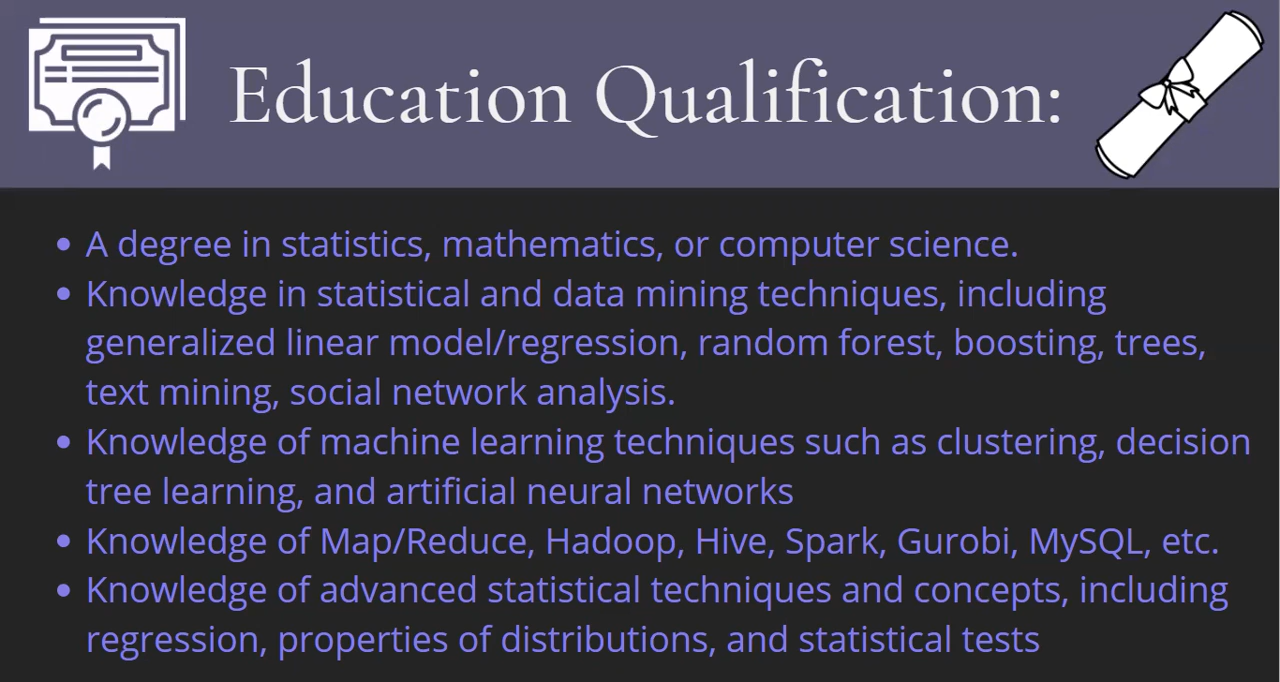 Education Qualification:
• A degree in statistics, mathematics, or computer science.
• Knowledge in statistical and data mining techniques, including
generalized linear model/regression, random forest, boosting, trees,
text mining, social network analysis.
• Knowledge of machine learning techniques such as clustering, decision
tree learning, and artificial neural networks
• Knowledge of Map/Reduce, Hadoop, Hive, Spark, Gurobi, MySQL, etc.
• Knowledge of advanced statistical techniques and concepts, including
regression, properties of distributions, and statistical tests